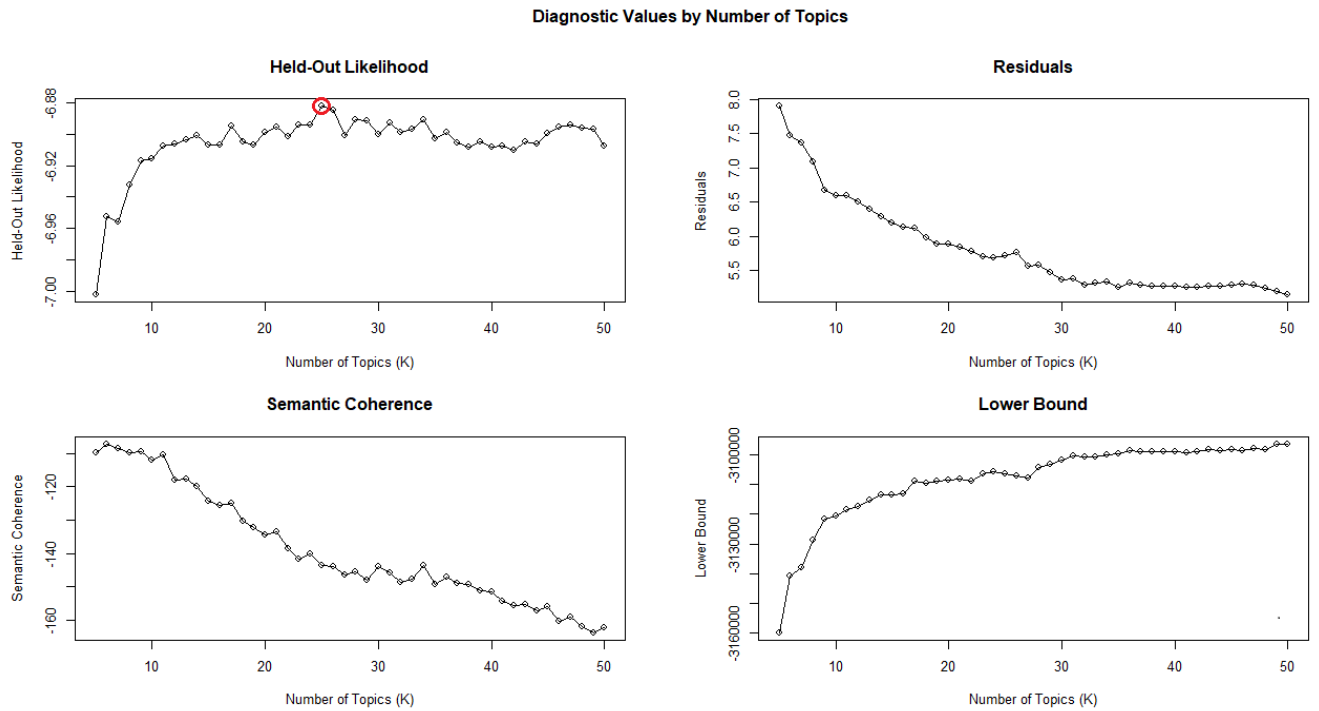 Diagnostic Values by Number of Topics
Held-Out Likelihood
Held-Out Likelihood
-6.88
-6.92
-6.96
-7.00
10 20 30 40 50
Number of Topics (K)
Residuals
Residuals
8.0
7.5
7.0
6.5
6.0
5.5
10 20 30 40 50
Number of Topics (K)
Semantic Coherence
Semantic Coherence
-120
-140
-160
10 20 30 40 50
Number of Topics (K)
Lower Bound
Lower Bound
-3100000
-3130000
-3160000
10 20 30 40 50
Number of Topics (K)